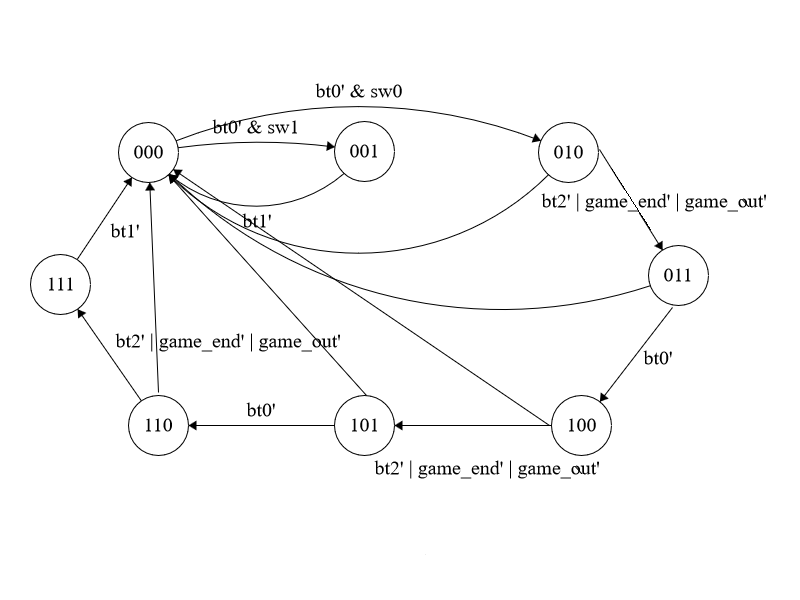 bt0' & sw0
bt0' & sw1
000
001
010
bt2' | game_end' | game_out'
bt1'
bt1'
011
111
bt2' | game_end' | game_out'
bt0'
bt0'
110
101
100
bt2' | game_end' | game_out'